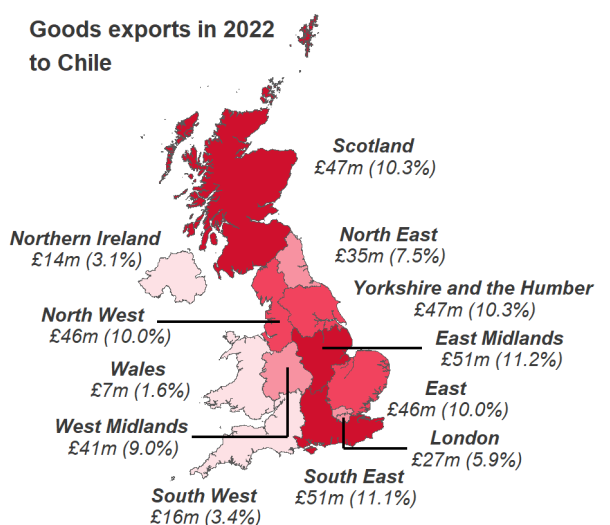 Goods exports in 2022
to Chile
Scotland
£47m (10.3%)
Northern Ireland
£14m (3.1%)
North East
£35m (7.5%)
Yorkshire and the Humber
£47m (10.3%)
North West
£46m (10.0%)
East Midlands
£51m (11.2%)
Wales
£7m (1.6%)
East
£46m (10.0%)
West Midlands
£41m (9.0%)
London
£27m (5.9%)
South East
£51m (11.1%)
South West
£16m (3.4%)